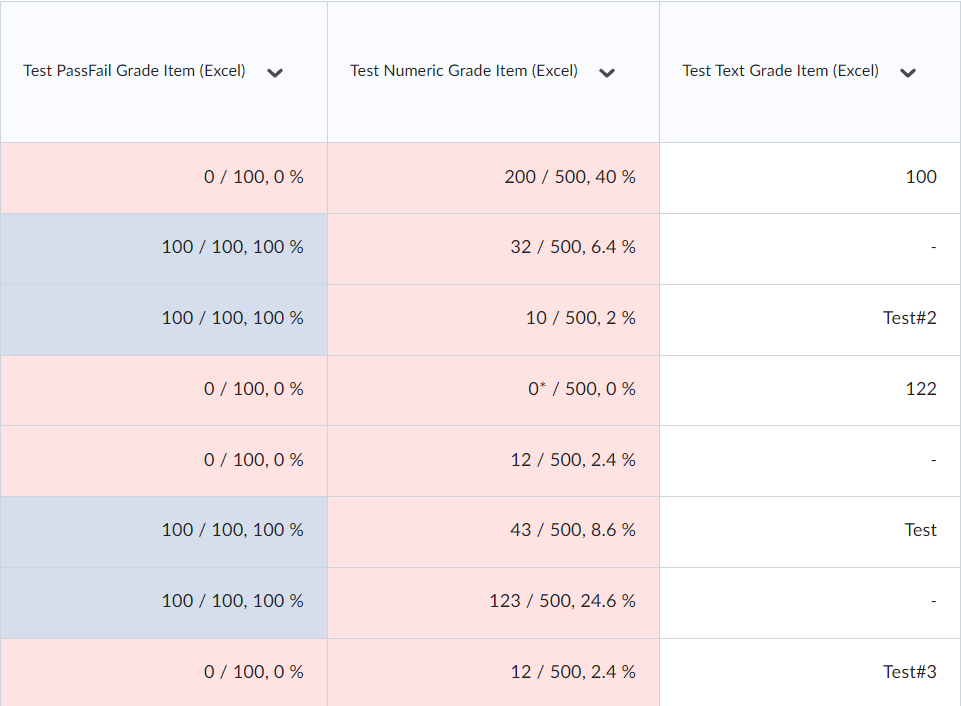 Test PassFail Grade Item (Excel) Test Numeric Grade Item (Excel) Test Text Grade Item (Excel)
0 / 100, 0 % 200 / 500, 40 % 100
100 / 100, 100 % 32 / 500, 6.4 % -
100 / 100, 100 % 10 / 500, 2 % Test#2
0 / 100, 0 % 0* / 500, 0 % 122
0 / 100, 0 % 12 / 500, 2.4 % -
100 / 100, 100 % 43 / 500, 8.6 % Test
100 / 100, 100 % 123 / 500, 24.6 % -
0 / 100, 0 % 12 / 500, 2.4 % Test#3